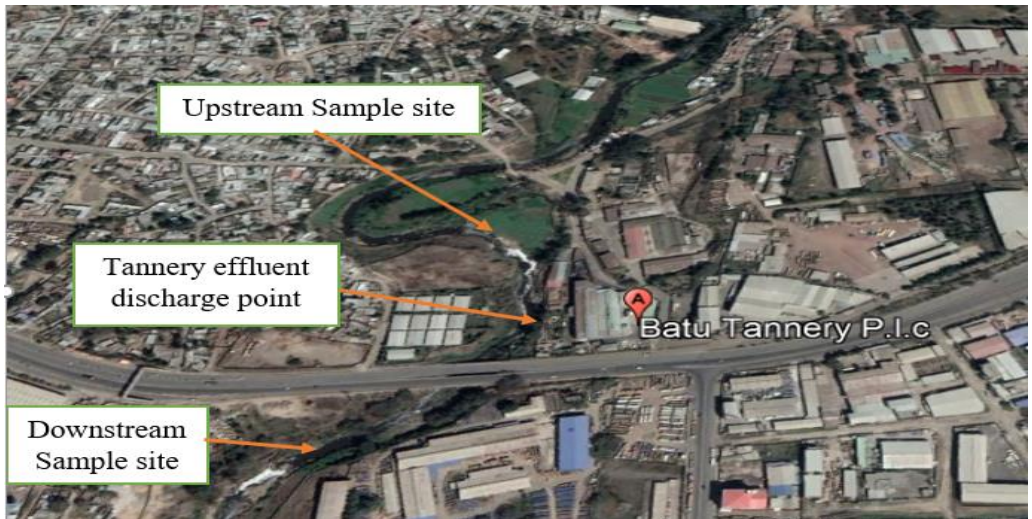 Upstream Sample site
Tannery effluent
discharge point
A
Batu Tannery P.l.c
Downstream
Sample site